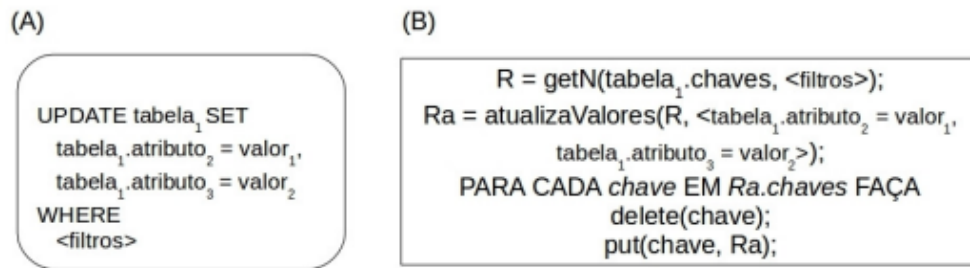 (A)
UPDATE tabela₁ SET
tabela₁.atributo₂ = valor₁,
tabela₁.atributo₃ = valor₂
WHERE
<filtros>
(B)
R = getN(tabela₁.chaves, <filtros>);
Ra = atualizaValores(R, <tabela₁.atributo₂ = valor₁,
tabela₁.atributo₃ = valor₂>);
PARA CADA chave EM Ra.chaves FAÇA
delete(chave);
put(chave, Ra);